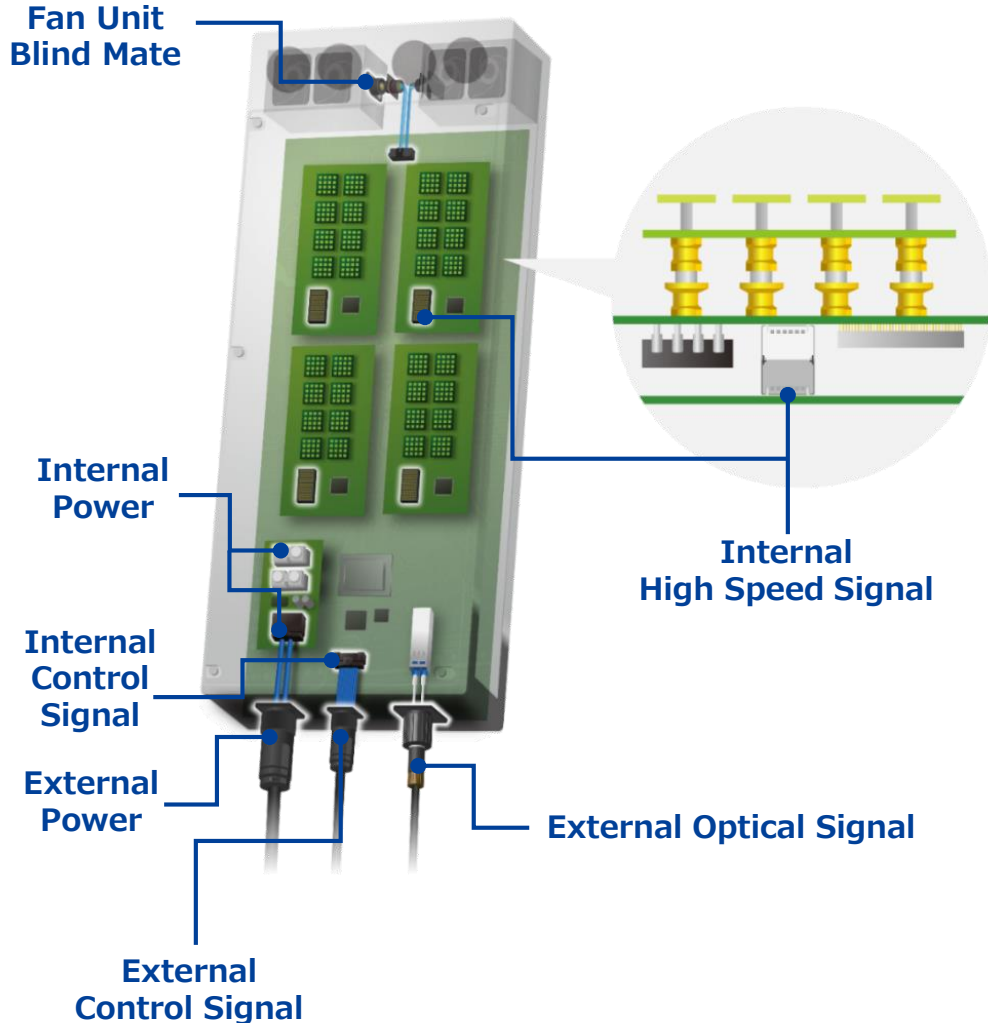 Fan Unit
Blind Mate
Internal
Power
Internal
High Speed Signal
Internal
Control
Signal
External
Power
External Optical Signal
External
Control Signal